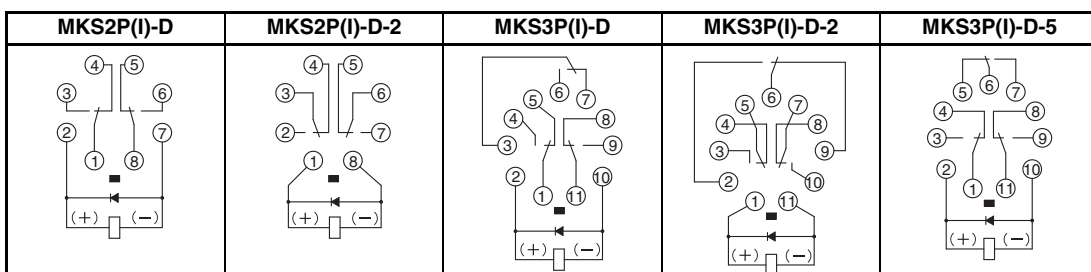 MKS2P(I)-D MKS2P(I)-D-2 MKS3P(I)-D MKS3P(I)-D-2 MKS3P(I)-D-5
4 5 3 6 2 7 1 8 (+) (−)
4 5 3 6 2 7 1 8 (+) (−)
6 7 5 4 8 3 9 2 10 1 11 (+) (−)
6 5 7 4 8 3 9 2 10 1 11 (+) (−)
6 5 7 4 8 3 9 2 10 1 11 (+) (−)